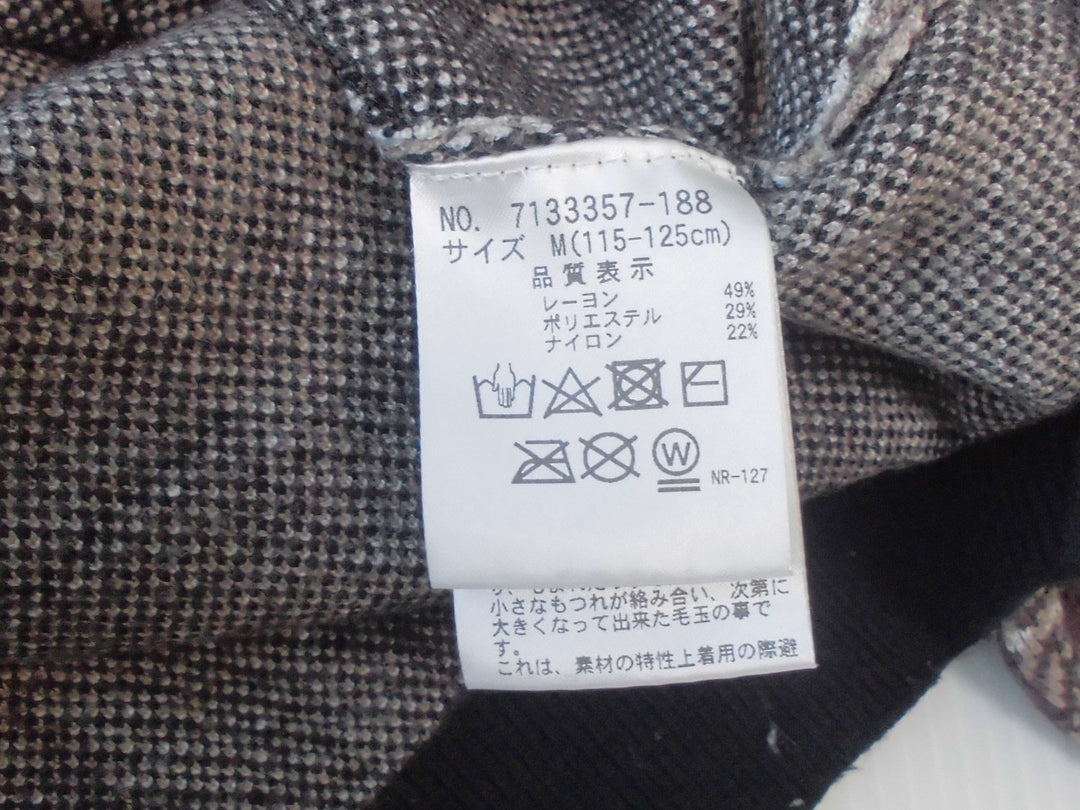 NO. 7133357-188
サイズ M(115-125cm)
品質表示
レーヨン 49%
ポリエステル 29%
ナイロン 22%
W
NR-127
小さなもつれが絡み合い、次第に
大きくなって出来た毛玉の事で
す。
これは、素材の特性上着用の際避